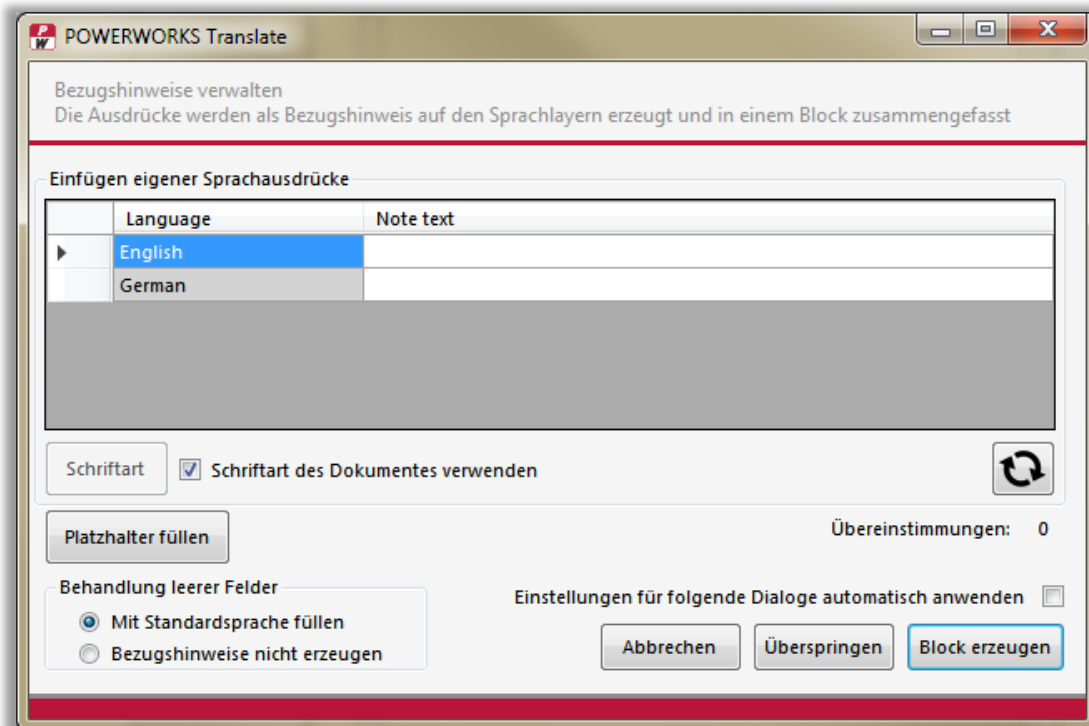 PW POWERWORKS Translate
Bezugshinweise verwalten
Die Ausdrücke werden als Bezugshinweis auf den Sprachlayern erzeugt und in einem Block zusammengefasst
Einfügen eigener Sprachausdrücke
Language Note text
English
German
Schriftart Schriftart des Dokumentes verwenden
Platzhalter füllen
Übereinstimmungen: 0
Behandlung leerer Felder
Mit Standardsprache füllen
Bezugshinweise nicht erzeugen
Einstellungen für folgende Dialoge automatisch anwenden
Abbrechen Überspringen Block erzeugen